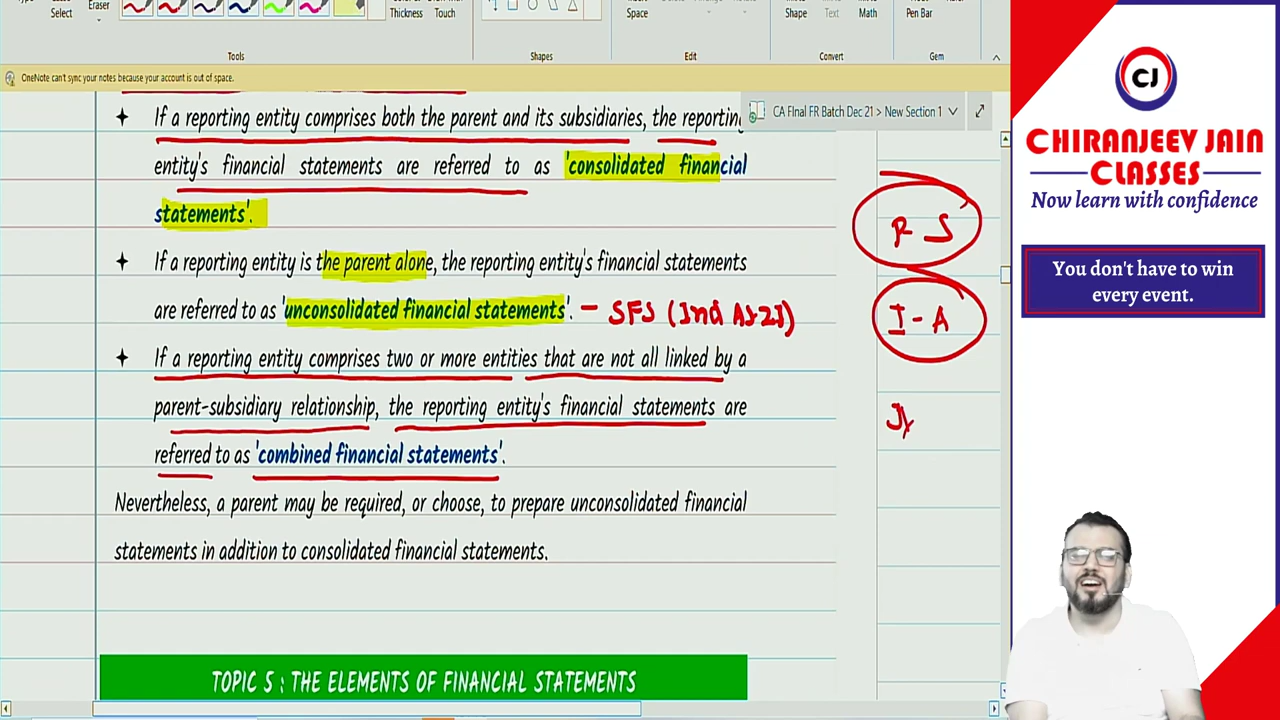 Select
Eraser
Thickness
Touch
Space
Shape
Text
Math
Pen Bar
Tools
Shapes
Edit
Convert
Gem
OneNote can't sync your notes because your account is out of space.
CA FInal FR Batch Dec 21 > New Section 1
If a reporting entity comprises both the parent and its subsidiaries, the reporting
entity's financial statements are referred to as 'consolidated financial
statements'.
If a reporting entity is the parent alone, the reporting entity's financial statements
are referred to as 'unconsolidated financial statements'. – SFS (Ind AS 27)
If a reporting entity comprises two or more entities that are not all linked by a
parent-subsidiary relationship, the reporting entity's financial statements are
referred to as 'combined financial statements'.
Nevertheless, a parent may be required, or choose, to prepare unconsolidated financial
statements in addition to consolidated financial statements.
TOPIC 5 : THE ELEMENTS OF FINANCIAL STATEMENTS
I - A
CJ
CHIRANJEEV JAIN
CLASSES
Now learn with confidence
You don't have to win
every event.